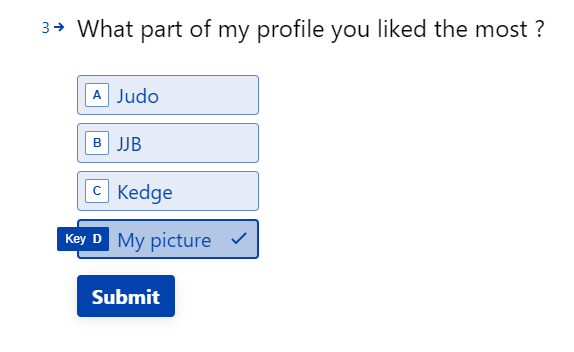 3→ What part of my profile you liked the most ?
A Judo
B JJB
C Kedge
Key D My picture
Submit